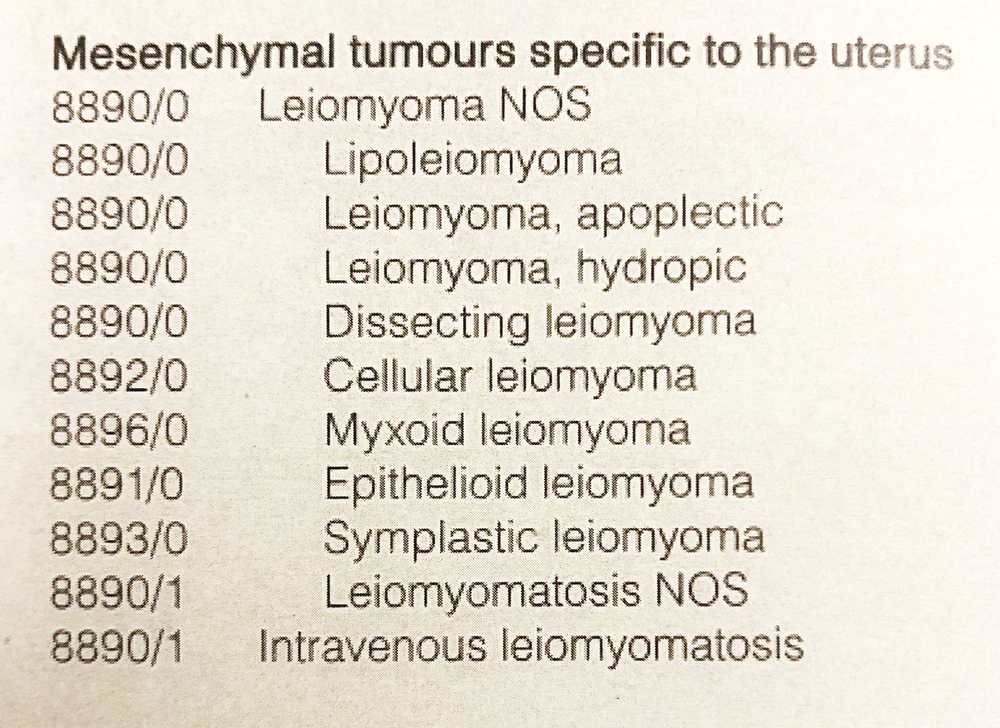 Mesenchymal tumours specific to the uterus
8890/0 Leiomyoma NOS
8890/0 Lipoleiomyoma
8890/0 Leiomyoma, apoplectic
8890/0 Leiomyoma, hydropic
8890/0 Dissecting leiomyoma
8892/0 Cellular leiomyoma
8896/0 Myxoid leiomyoma
8891/0 Epithelioid leiomyoma
8893/0 Symplastic leiomyoma
8890/1 Leiomyomatosis NOS
8890/1 Intravenous leiomyomatosis